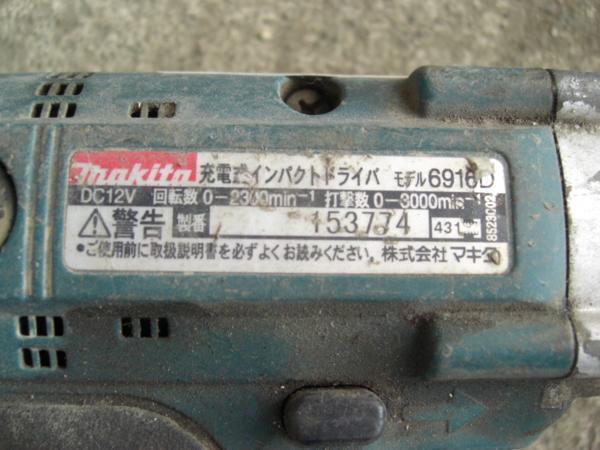 makita 充電式インパクトドライバ モデル6916D
DC12V 回転数 0-2300min⁻¹ 打撃数 0-3000min⁻¹
警告 製番 153774
•ご使用前に取扱説明書を必ずよくお読みください。 株式会社 マキタ